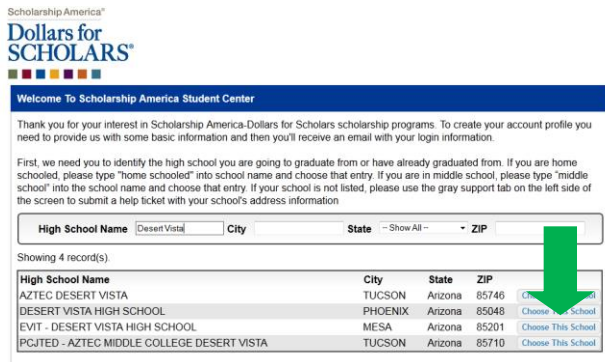 Scholarship America®
Dollars for
SCHOLARS®
Welcome To Scholarship America Student Center
Thank you for your interest in Scholarship America-Dollars for Scholars scholarship programs. To create your account profile you
need to provide us with some basic information and then you'll receive an email with your login information.
First, we need you to identify the high school you are going to graduate from or have already graduated from. If you are home
schooled, please type "home schooled" into school name and choose that entry. If you are in middle school, please type "middle
school" into the school name and choose that entry. If your school is not listed, please use the gray support tab on the left side of
the screen to submit a help ticket with your school's address information
High School Name Desert Vista City State -- Show All -- ZIP
Showing 4 record(s).
High School Name City State ZIP
AZTEC DESERT VISTA TUCSON Arizona 85746 School
DESERT VISTA HIGH SCHOOL PHOENIX Arizona 85048 Choose This School
EVIT - DESERT VISTA HIGH SCHOOL MESA Arizona 85201 Choose This School
PCJTED - AZTEC MIDDLE COLLEGE DESERT VISTA TUCSON Arizona 85710 Choose This School